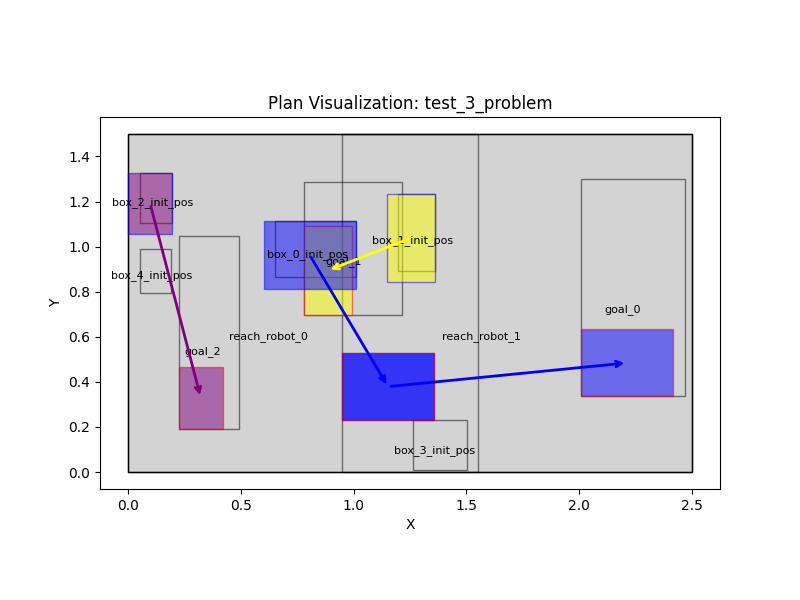 Plan Visualization: test_3_problem
1.4
1.2
1.0
0.8
0.6
0.4
0.2
0.0
Y
box_2_init_pos
box_1_init_pos
box_0_init_pos
goal_1
box_4_init_pos
goal_0
reach_robot_0
reach_robot_1
goal_2
box_3_init_pos
0.0 0.5 1.0 1.5 2.0 2.5
X